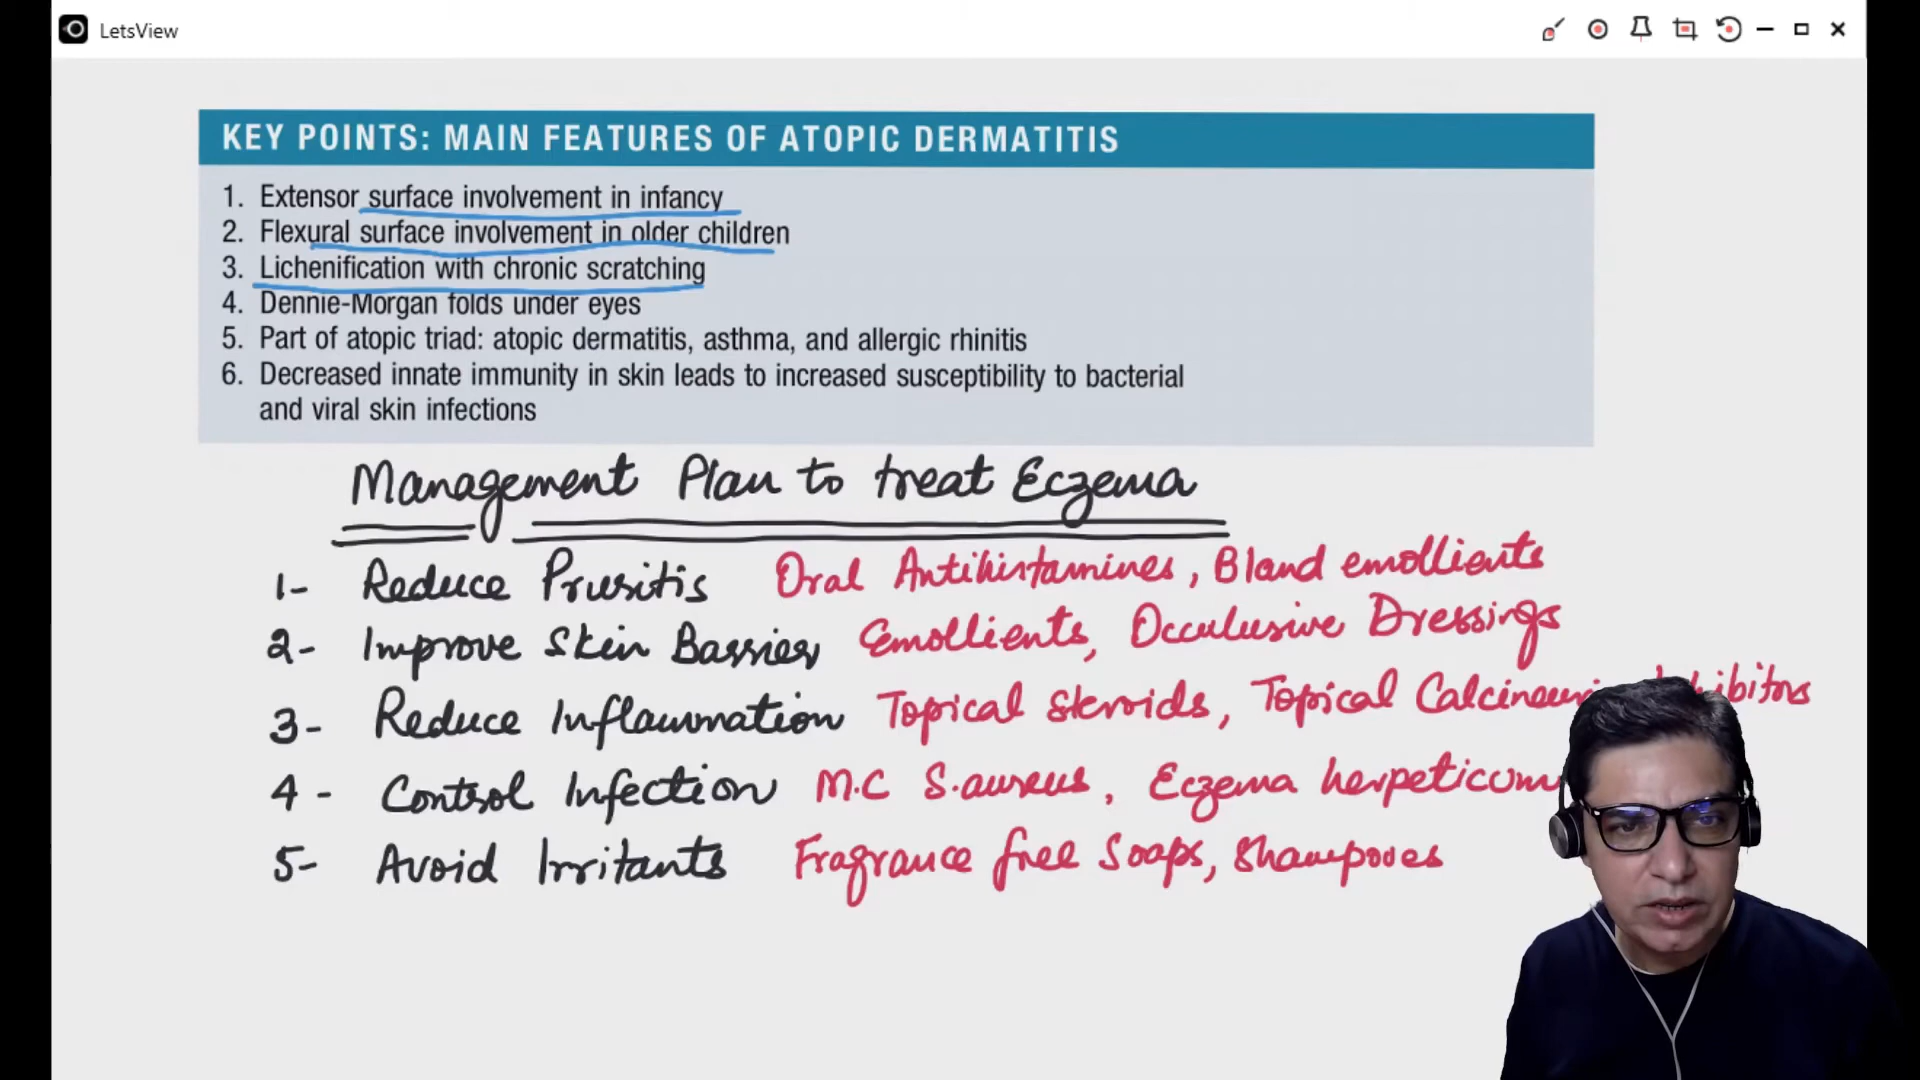 LetsView
KEY POINTS: MAIN FEATURES OF ATOPIC DERMATITIS
1. Extensor surface involvement in infancy
2. Flexural surface involvement in older children
3. Lichenification with chronic scratching
4. Dennie-Morgan folds under eyes
5. Part of atopic triad: atopic dermatitis, asthma, and allergic rhinitis
6. Decreased innate immunity in skin leads to increased susceptibility to bacterial
and viral skin infections
Management Plan to treat Eczema
1- Reduce Pruritis Oral Antihistamines, Bland emollients
2- Improve Skin Barrier Emollients, Occulusive Dressings
3- Reduce Inflammation Topical Steroids, Topical
4- Control Infection M.C S.aureus, Eczema herpeticum
5- Avoid Irritants Fragrance free Soaps, Shampooes